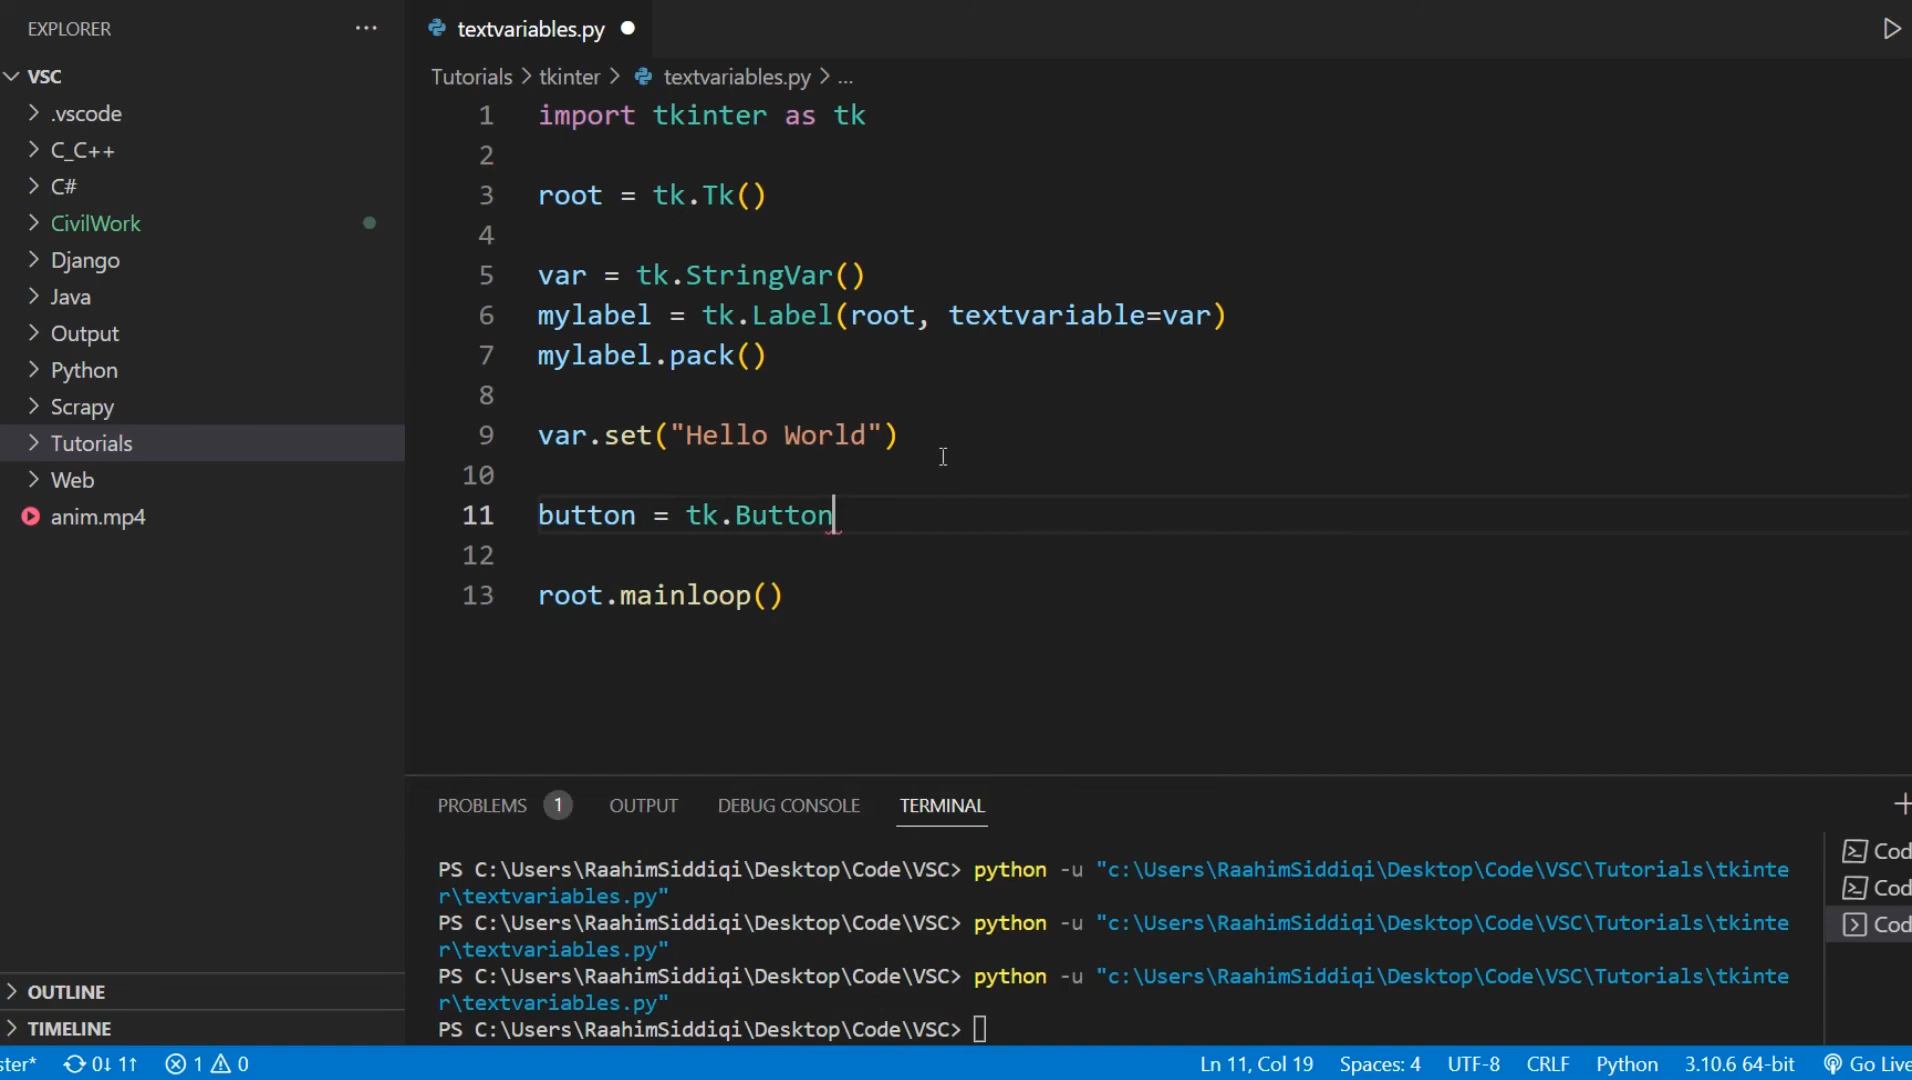 EXPLORER
VSC
.vscode
C_C++
C#
CivilWork
Django
Java
Output
Python
Scrapy
Tutorials
Web
anim.mp4
OUTLINE
TIMELINE
textvariables.py
Tutorials > tkinter > textvariables.py > ...
1 import tkinter as tk
2
3 root = tk.Tk()
4
5 var = tk.StringVar()
6 mylabel = tk.Label(root, textvariable=var)
7 mylabel.pack()
8
9 var.set("Hello World")
10
11 button = tk.Button
12
13 root.mainloop()
PROBLEMS 1 OUTPUT DEBUG CONSOLE TERMINAL
PS C:\Users\RaahimSiddiqi\Desktop\Code\VSC> python -u "c:\Users\RaahimSiddiqi\Desktop\Code\VSC\Tutorials\tkinte
r\textvariables.py"
PS C:\Users\RaahimSiddiqi\Desktop\Code\VSC> python -u "c:\Users\RaahimSiddiqi\Desktop\Code\VSC\Tutorials\tkinte
r\textvariables.py"
PS C:\Users\RaahimSiddiqi\Desktop\Code\VSC> python -u "c:\Users\RaahimSiddiqi\Desktop\Code\VSC\Tutorials\tkinte
r\textvariables.py"
PS C:\Users\RaahimSiddiqi\Desktop\Code\VSC>
Cod
Cod
Cod
ster* 0↓ 1↑ 1 0 Ln 11, Col 19 Spaces: 4 UTF-8 CRLF Python 3.10.6 64-bit Go Live